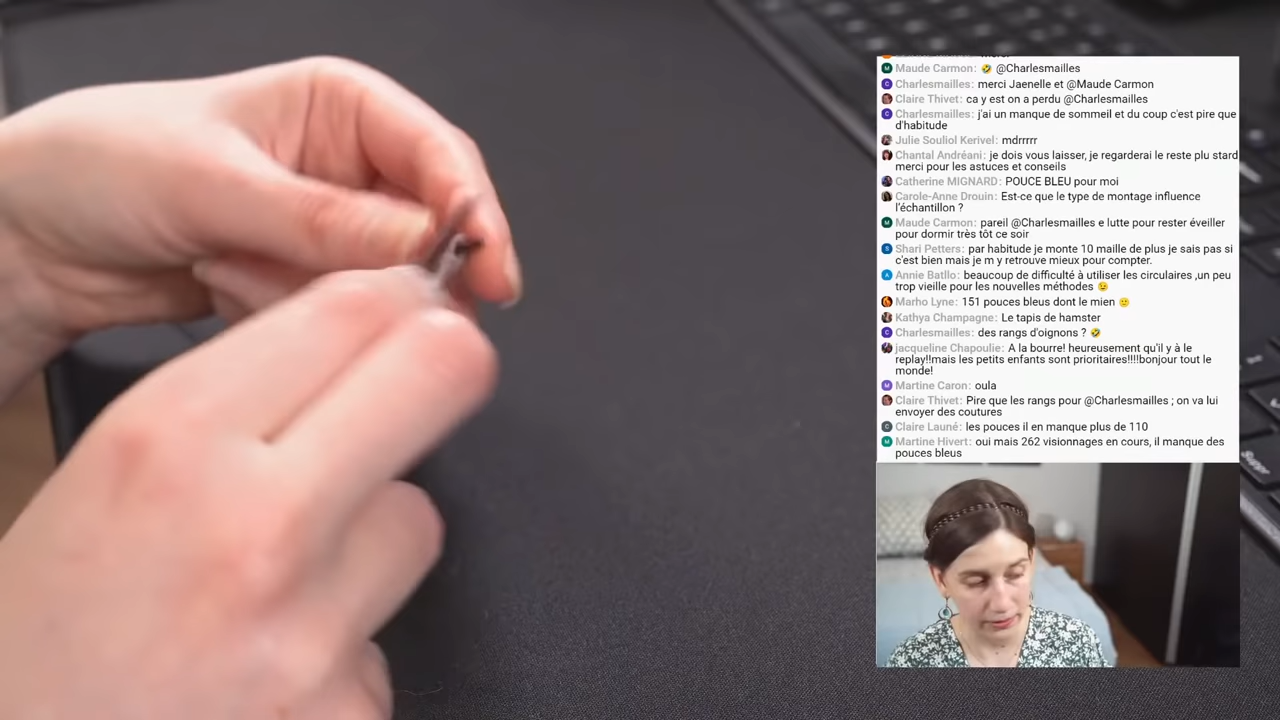 Maude Carmon: 🤣 @Charlesmailles
Charlesmailles: merci Jaenelle et @Maude Carmon
Claire Thivet: ca y est on a perdu @Charlesmailles
Charlesmailles: j'ai un manque de sommeil et du coup c'est pire que
d'habitude
Julie Souliol Kerivel: mdrrrrr
Chantal Andréani: je dois vous laisser, je regarderai le reste plu stard
merci pour les astuces et conseils
Catherine MIGNARD: POUCE BLEU pour moi
Carole-Anne Drouin: Est-ce que le type de montage influence
l'échantillon ?
Maude Carmon: pareil @Charlesmailles e lutte pour rester éveiller
pour dormir très tôt ce soir
Shari Petters: par habitude je monte 10 maille de plus je sais pas si
c'est bien mais je m y retrouve mieux pour compter.
Annie Batllo: beaucoup de difficulté à utiliser les circulaires ,un peu
trop vieille pour les nouvelles méthodes 😉
Marho Lyne: 151 pouces bleus dont le mien 🙂
Kathya Champagne: Le tapis de hamster
Charlesmailles: des rangs d'oignons ? 🤣
jacqueline Chapoulie: A la bourre! heureusement qu'il y à le
replay!!mais les petits enfants sont prioritaires!!!!bonjour tout le
monde!
Martine Caron: oula
Claire Thivet: Pire que les rangs pour @Charlesmailles ; on va lui
envoyer des coutures
Claire Launé: les pouces il en manque plus de 110
Martine Hivert: oui mais 262 visionnages en cours, il manque des
pouces bleus
Suppr